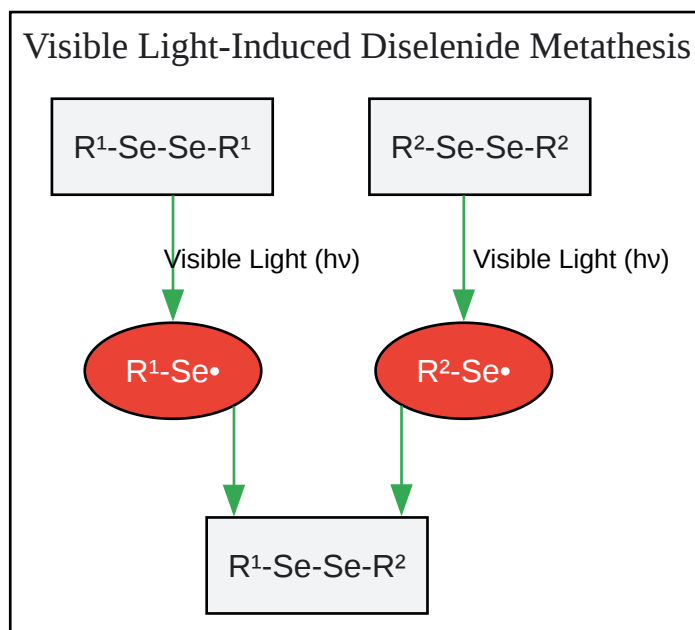 Visible Light-Induced Diselenide Metathesis
R¹-Se-Se-R¹
R²-Se-Se-R²
Visible Light (hν)
Visible Light (hν)
R¹-Se•
R²-Se•
R¹-Se-Se-R²